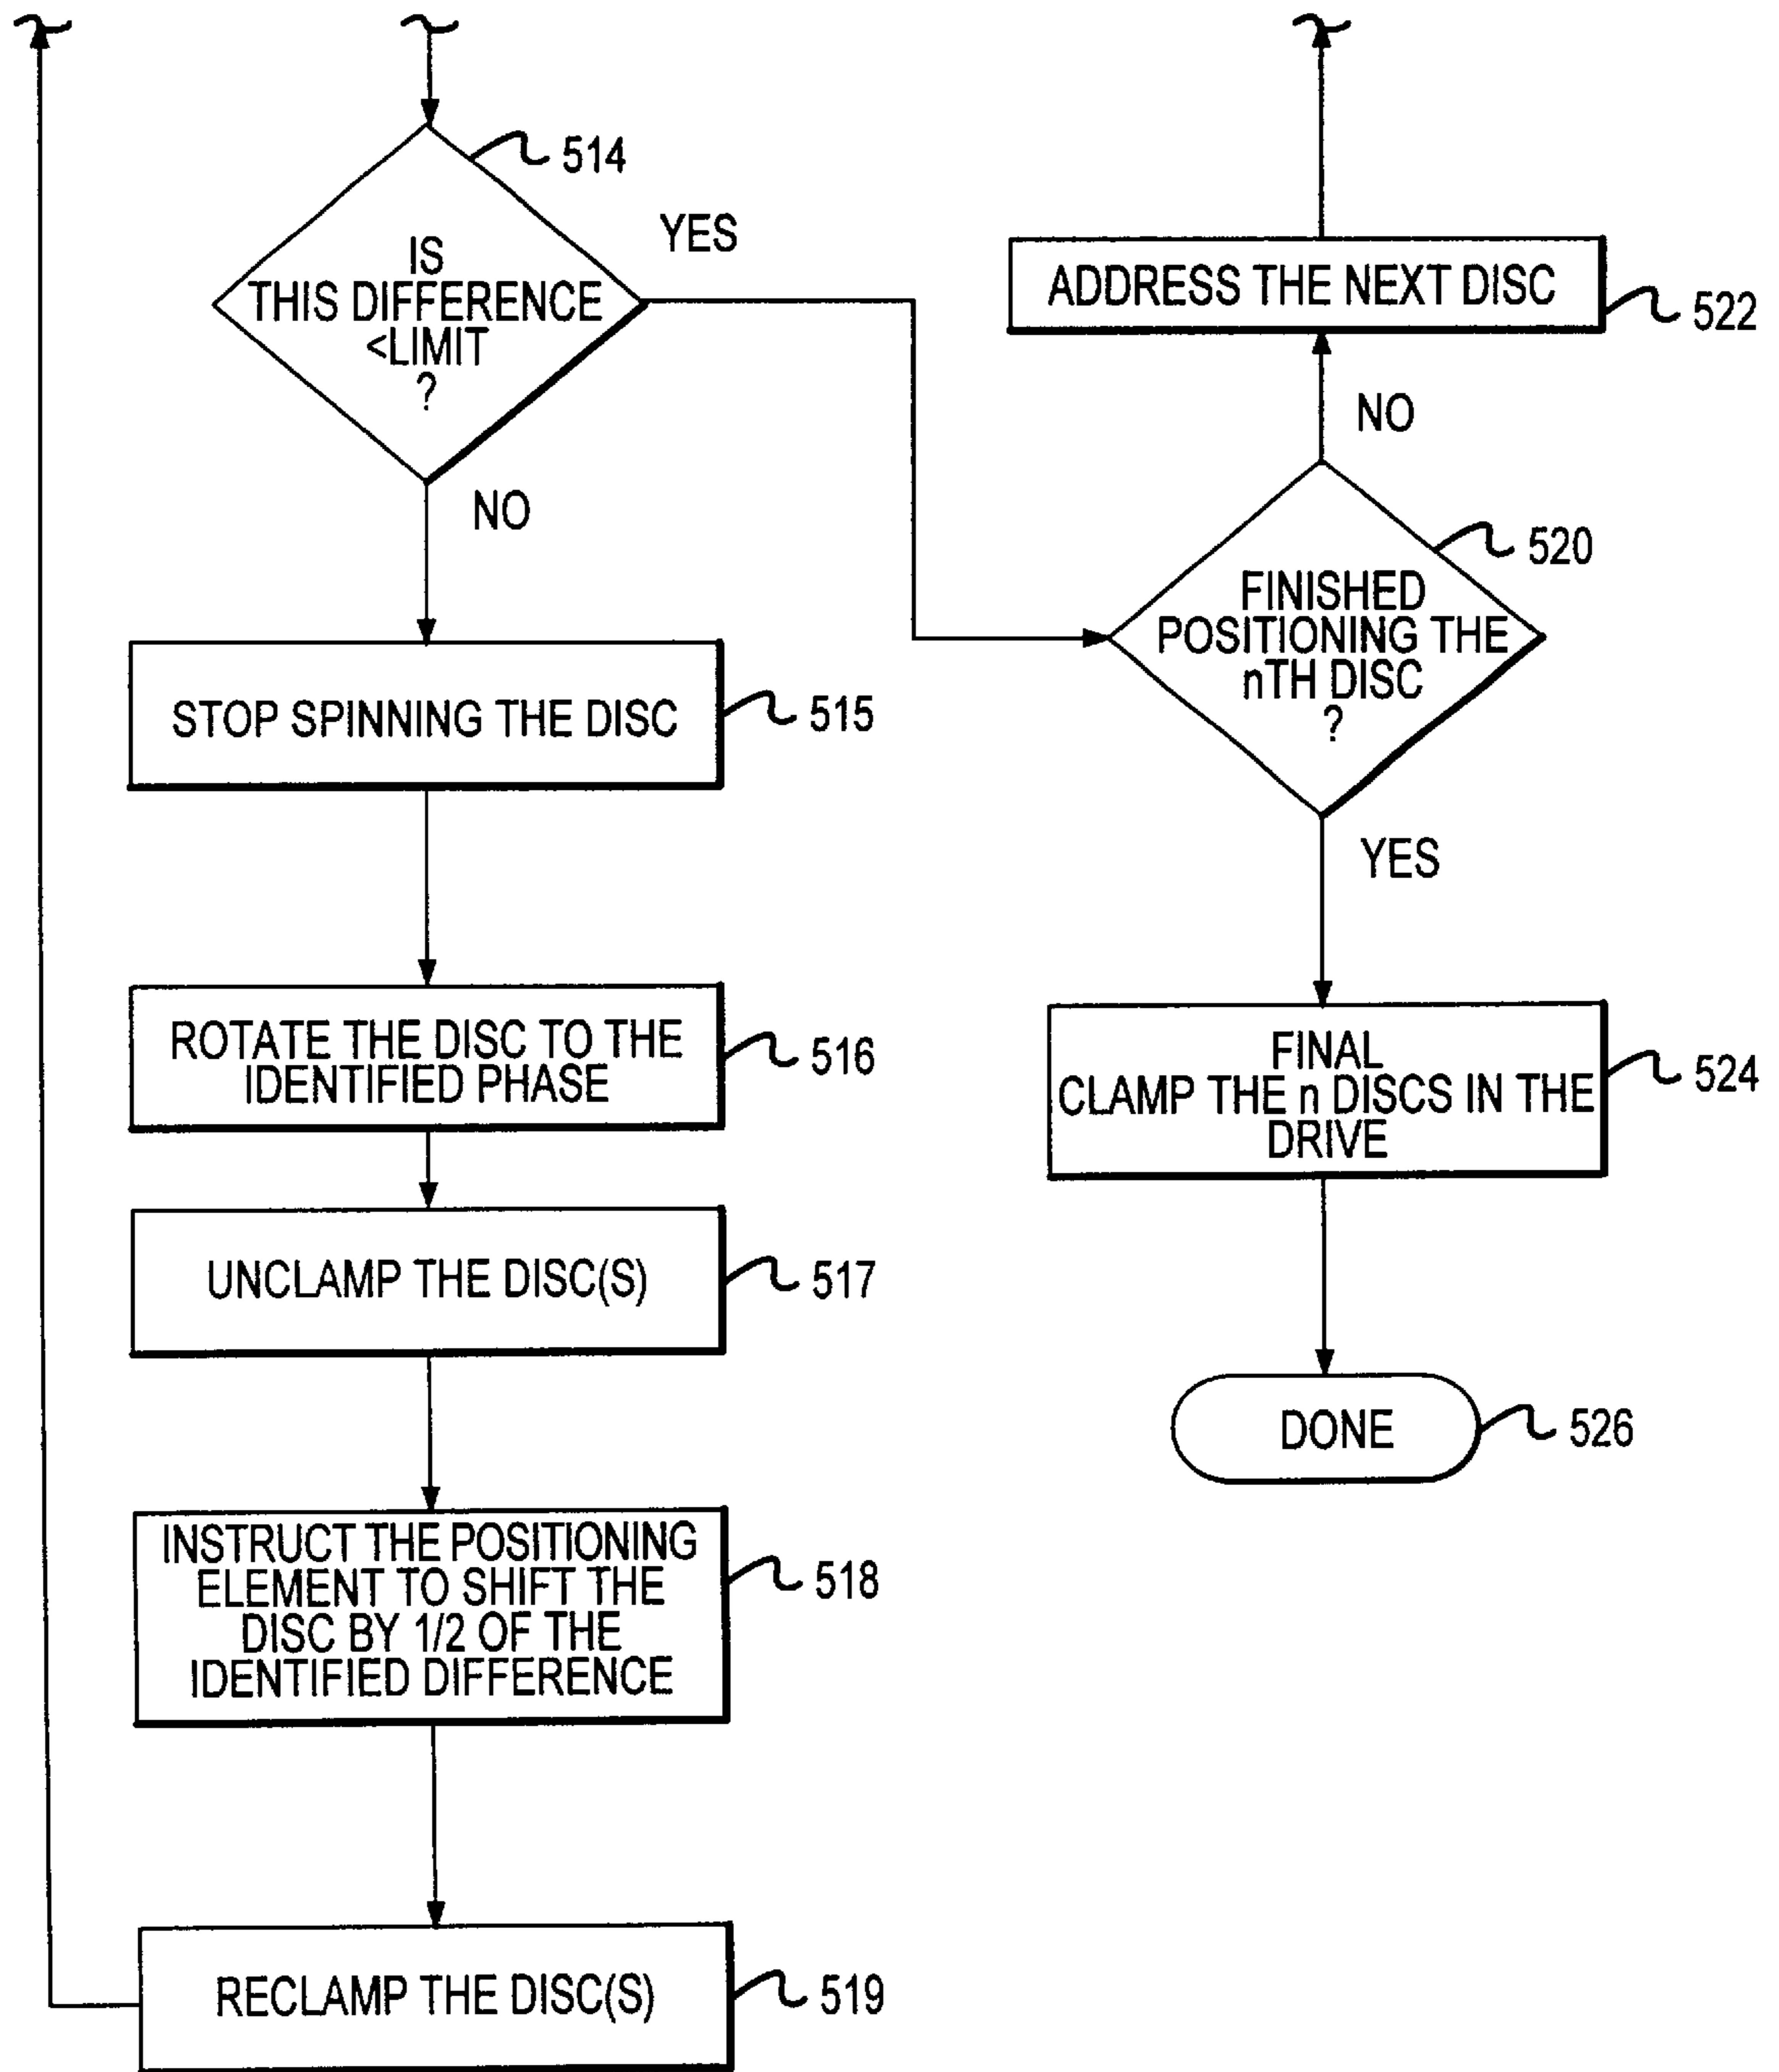 514
IS
THIS DIFFERENCE
<LIMIT
?
YES
NO
STOP SPINNING THE DISC
515
ROTATE THE DISC TO THE
IDENTIFIED PHASE
516
UNCLAMP THE DISC(S)
517
INSTRUCT THE POSITIONING
ELEMENT TO SHIFT THE
DISC BY 1/2 OF THE
IDENTIFIED DIFFERENCE
518
RECLAMP THE DISC(S)
519
ADDRESS THE NEXT DISC
522
NO
520
FINISHED
POSITIONING THE
nTH DISC
?
YES
FINAL
CLAMP THE n DISCS IN THE
DRIVE
524
DONE
526